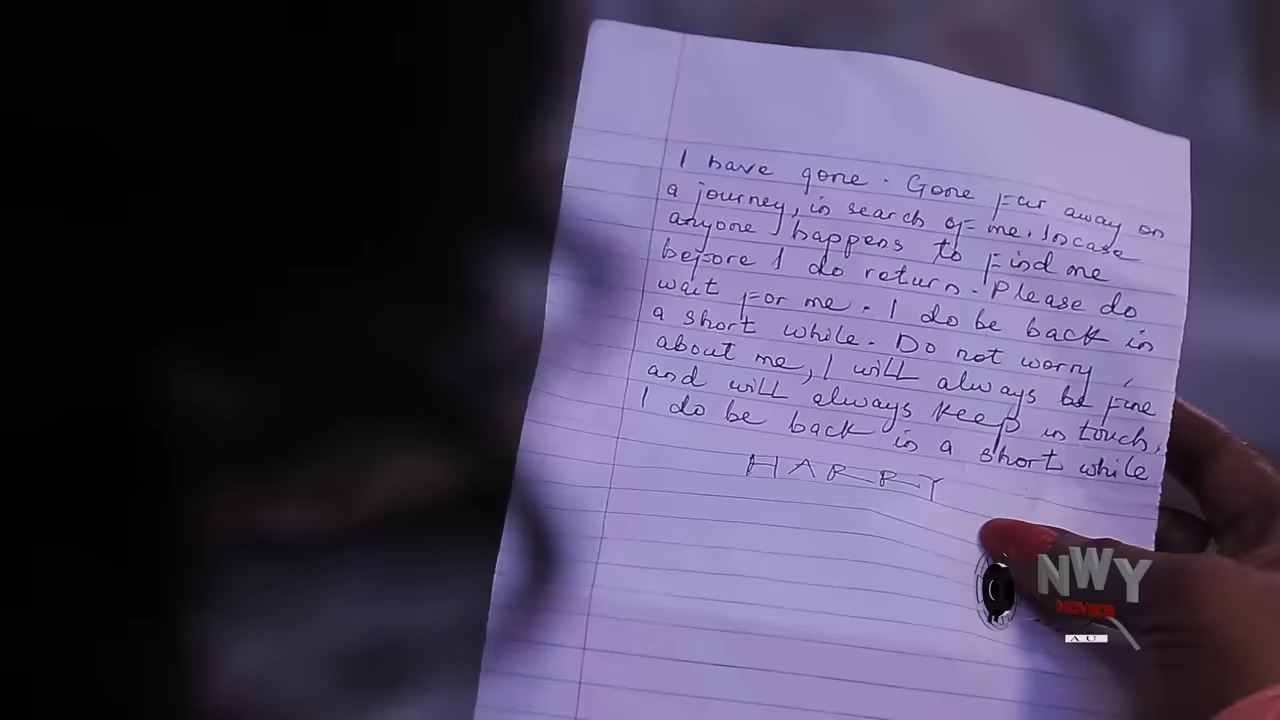 I have gone. Gone far away on
a journey, in search of me. Incase
anyone happens to find me
before I do return. Please do
wait for me. I do be back in
a short while. Do not worry
about me, I will always be fine
and will always keep in touch.
I do be back in a short while
HARRY
NWY
MOVIES
AU